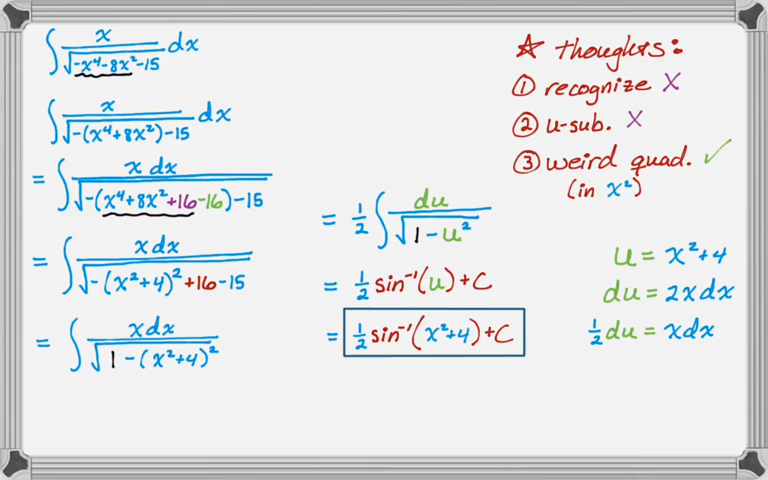 ∫ x / √(-x⁴-8x²-15) dx
∫ x / √(-(x⁴+8x²)-15) dx
= ∫ x dx / √(-(x⁴+8x²+16-16)-15)
= ∫ x dx / √(-(x²+4)²+16-15)
= ∫ x dx / √(1-(x²+4)²)
= 1/2 ∫ du / √(1-u²)
= 1/2 sin⁻¹(u)+C
= 1/2 sin⁻¹(x²+4)+C
☆ thoughts:
① recognize X
② u-sub. X
③ weird quad. ✓
(in x²)
u = x²+4
du = 2x dx
1/2 du = x dx